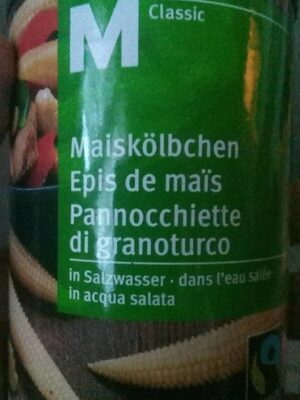 M Classic
Maiskölbchen
Epis de maïs
Pannocchiette
di granoturco
in Salzwasser · dans l'eau salée
in acqua salata